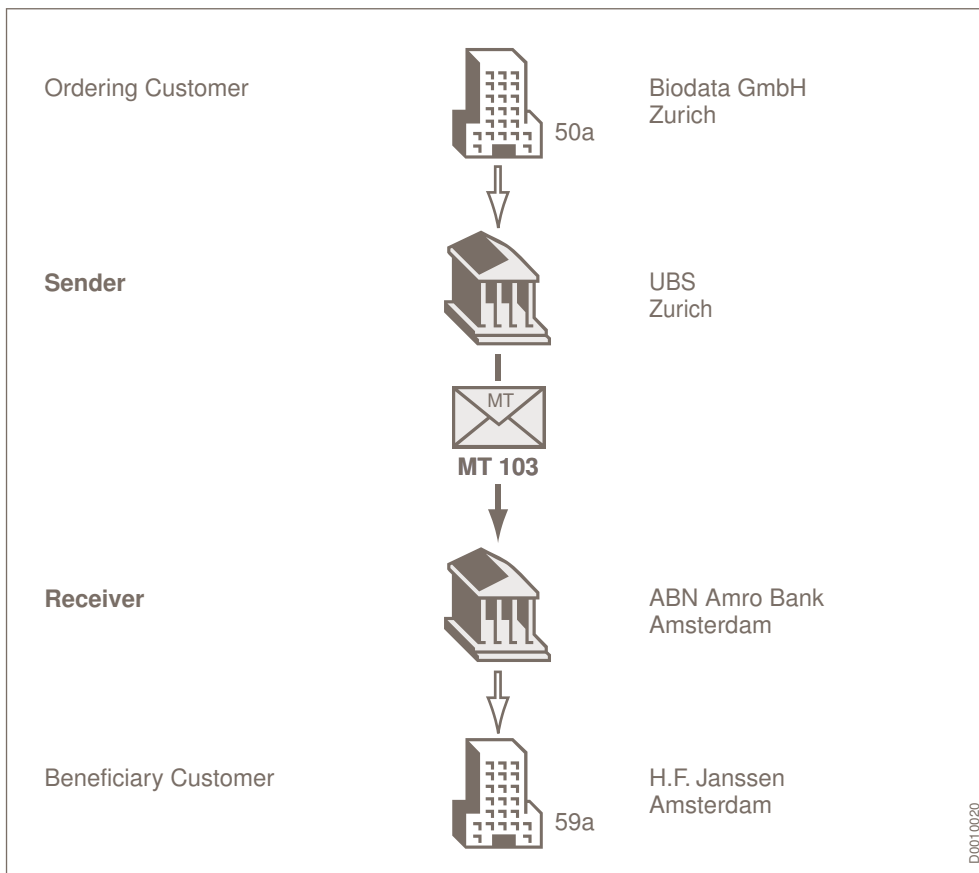 Ordering Customer
50a
Biodata GmbH
Zurich
Sender
UBS
Zurich
MT
MT 103
Receiver
ABN Amro Bank
Amsterdam
Beneficiary Customer
59a
H.F. Janssen
Amsterdam
D0010020